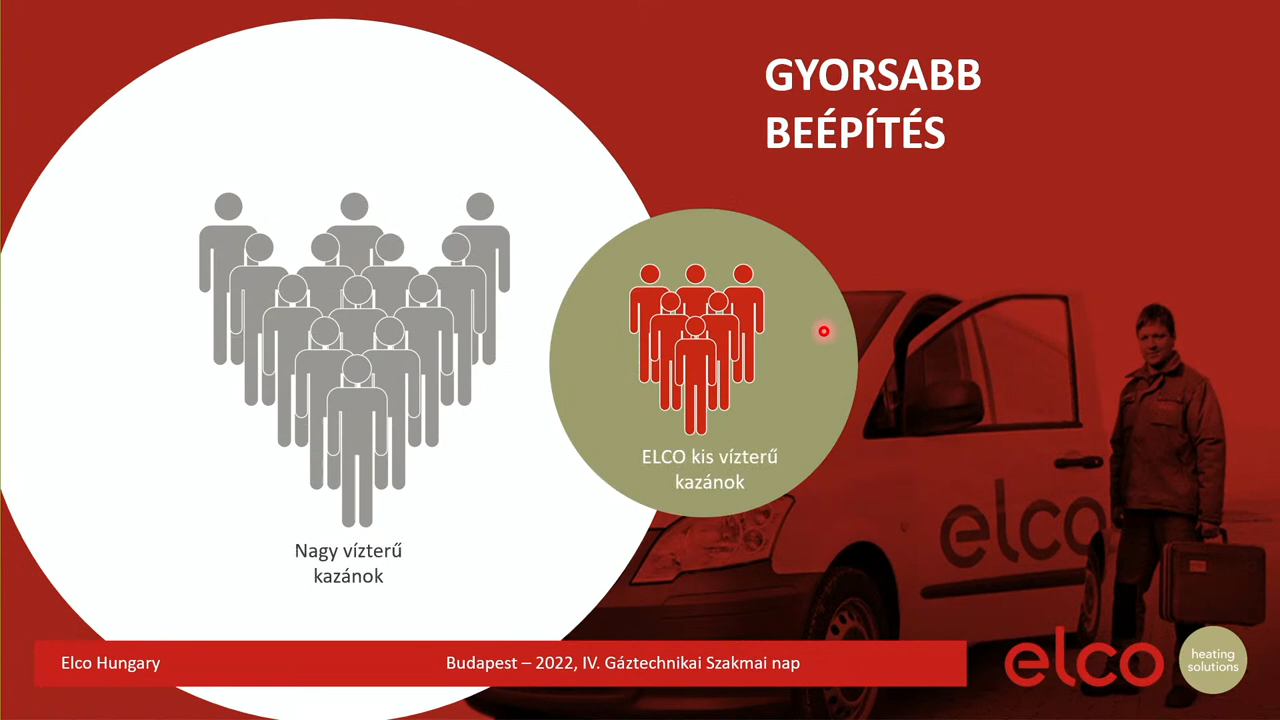 GYORSABB
BEÉPÍTÉS
ELCO kis vízterű
kazánok
Nagy vízterű
kazánok
elco
Elco Hungary
Budapest – 2022, IV. Gáztechnikai Szakmai nap
elco
heating
solutions